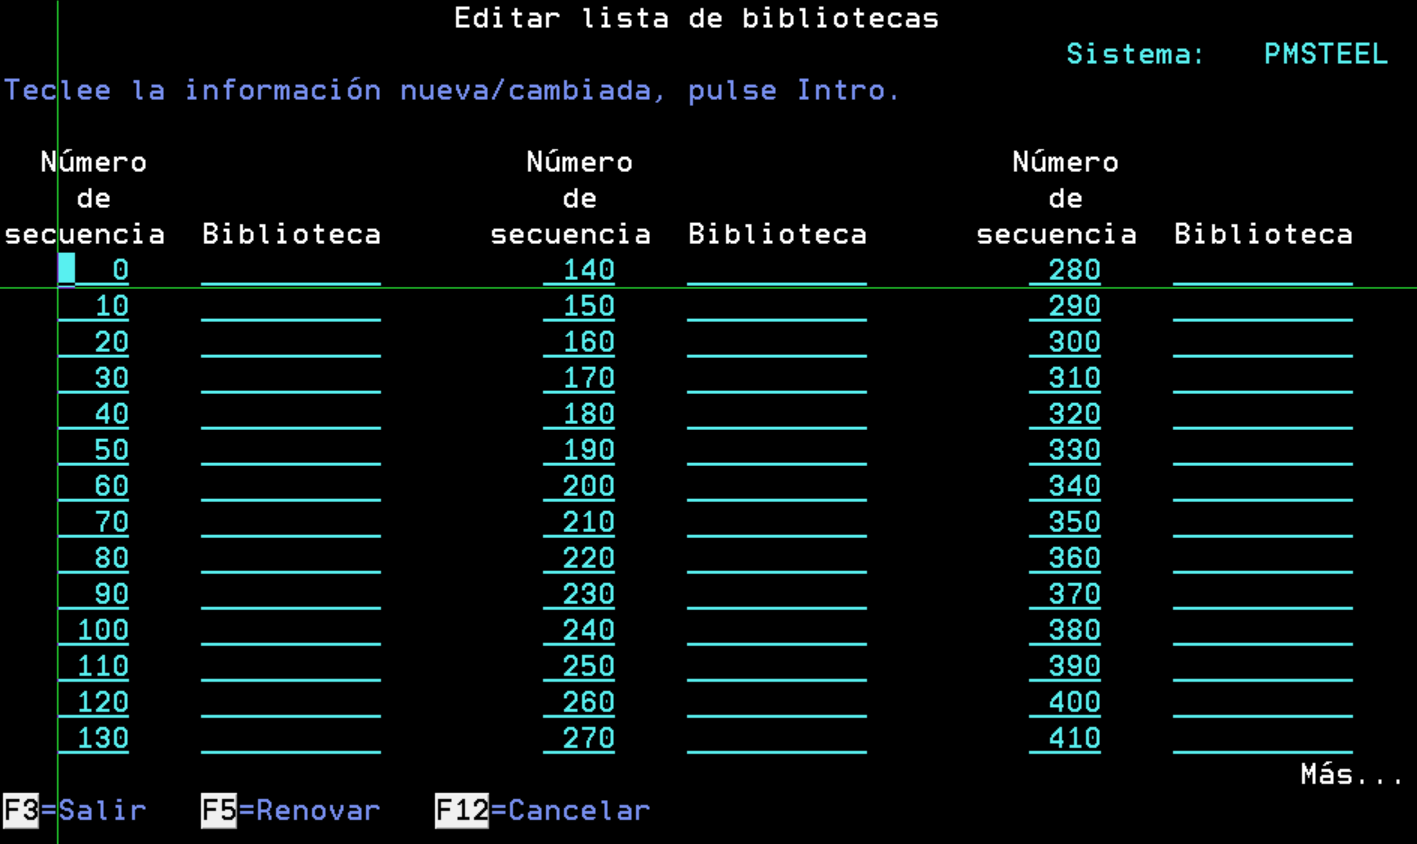 Editar lista de bibliotecas
Sistema: PMSTEEL
Teclee la información nueva/cambiada, pulse Intro.
Número Número Número
de de de
secuencia Biblioteca secuencia Biblioteca secuencia Biblioteca
0 140 280
10 150 290
20 160 300
30 170 310
40 180 320
50 190 330
60 200 340
70 210 350
80 220 360
90 230 370
100 240 380
110 250 390
120 260 400
130 270 410
Más...
F3=Salir F5=Renovar F12=Cancelar